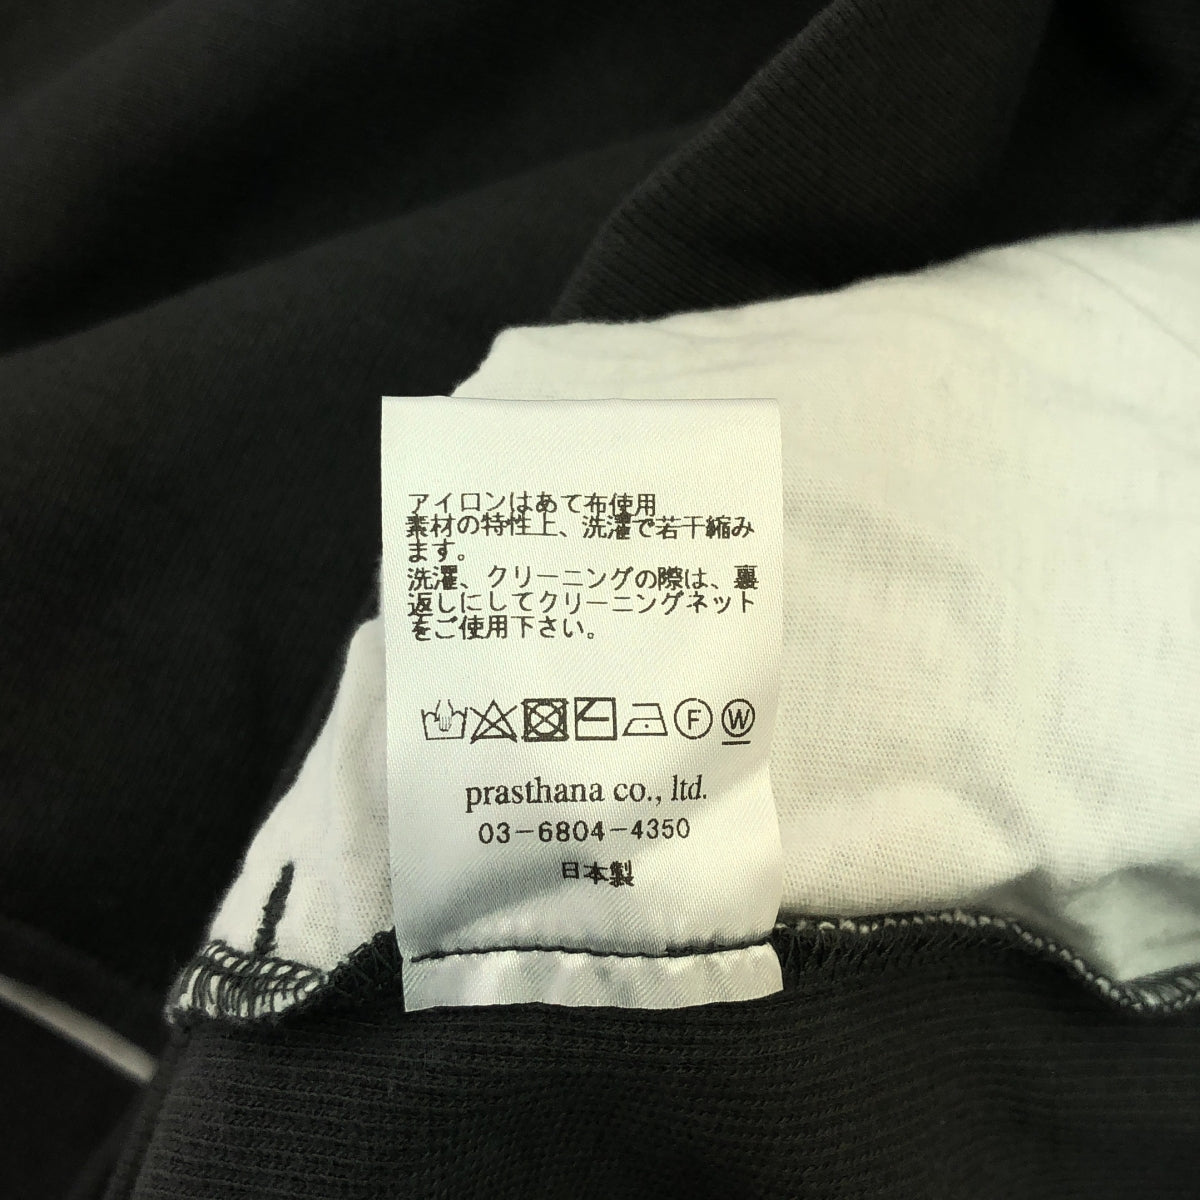 アイロンはあて布使用
素材の特性上、洗濯で若干縮み
ます。
洗濯、クリーニングの際は、裏
返しにしてクリーニングネット
をご使用下さい。
F W
prasthana co., ltd.
03-6804-4350
日本製